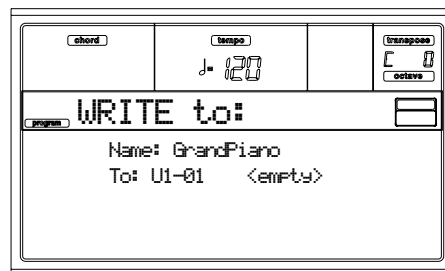 chord tempo transpose
♩= 120 C 0
octave
program WRITE to:
Name: GrandPiano
To: U1-01 <empty>